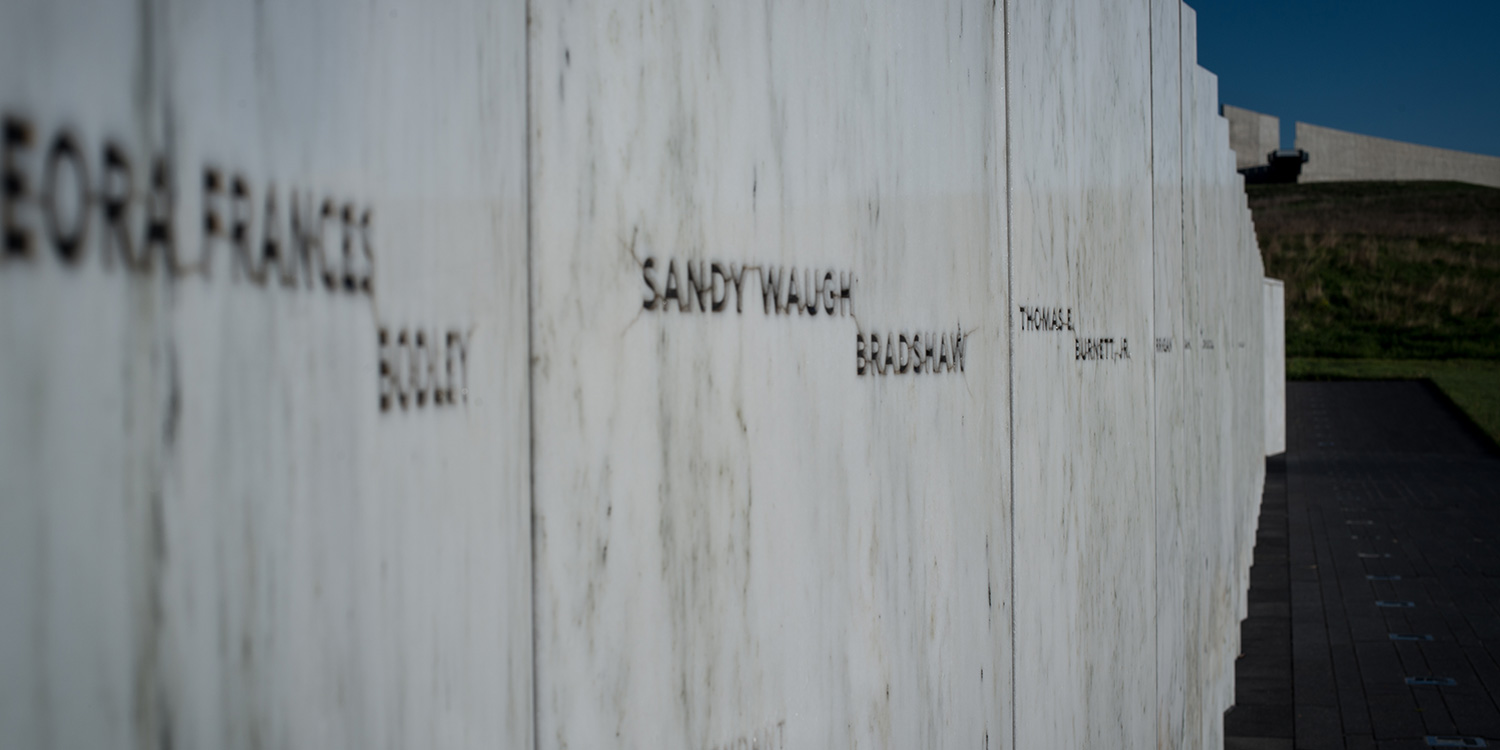 EORA FRANCES
BODLEY
SANDY WAUGH
BRADSHAW
THOMAS E.
BURNETT, JR.